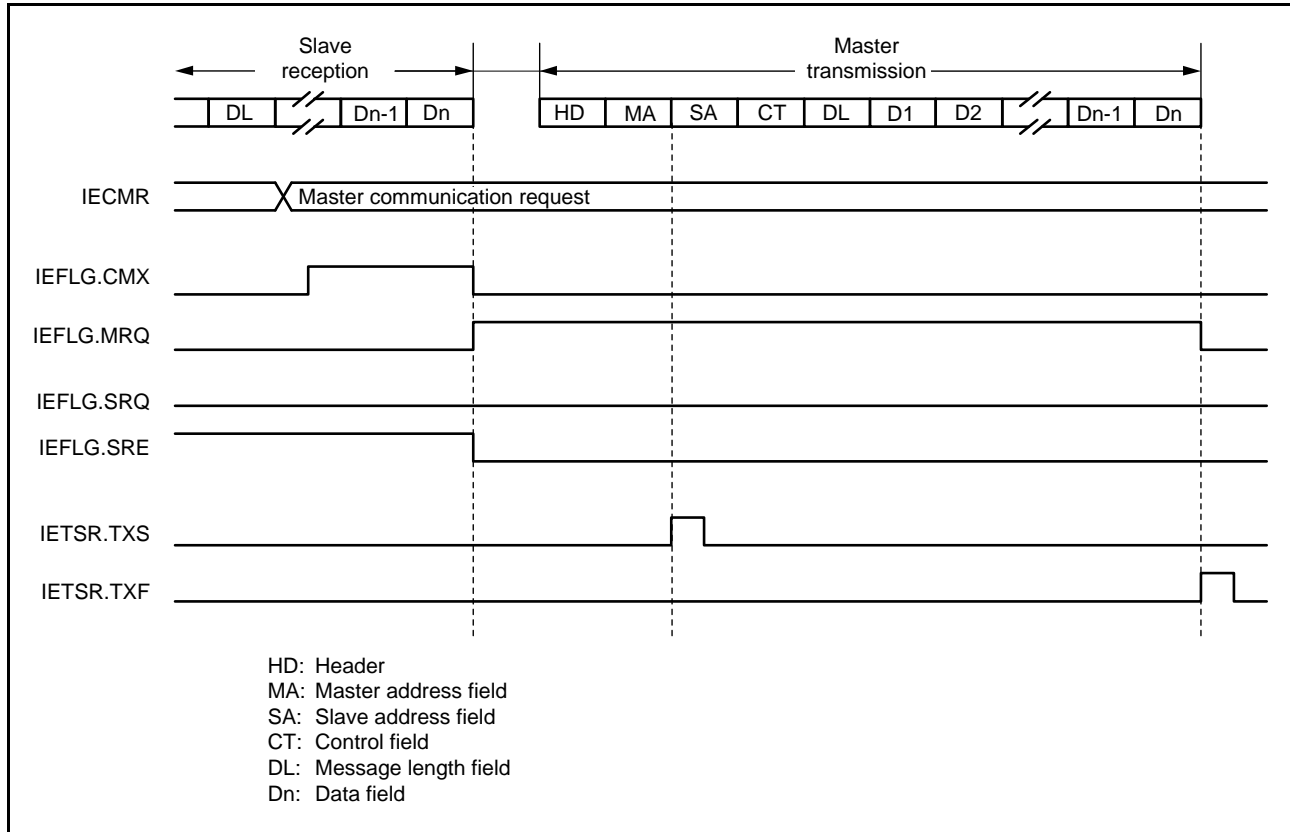 Slave
reception
Master
transmission
DL Dn-1 Dn HD MA SA CT DL D1 D2 Dn-1 Dn
IECMR Master communication request
IEFLG.CMX
IEFLG.MRQ
IEFLG.SRQ
IEFLG.SRE
IETSR.TXS
IETSR.TXF
HD: Header
MA: Master address field
SA: Slave address field
CT: Control field
DL: Message length field
Dn: Data field